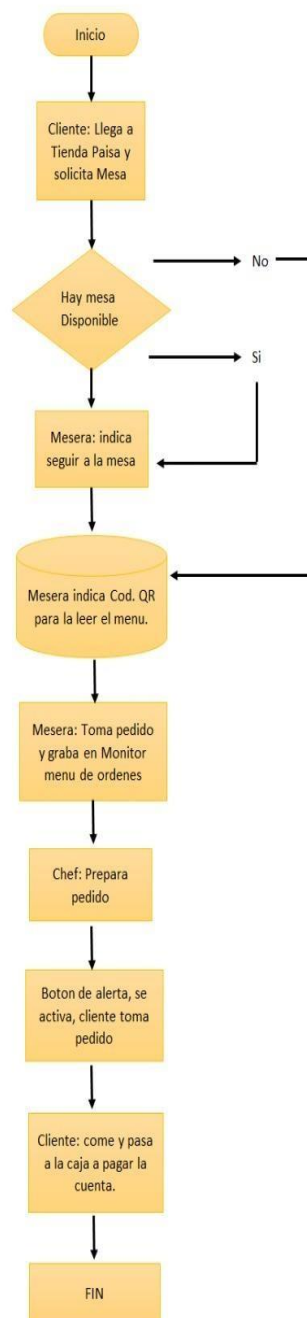 Inicio
Cliente: Llega a
Tienda Paisa y
solicita Mesa
No
Hay mesa
Disponible
Si
Mesera: indica
seguir a la mesa
Mesera indica Cod. QR
para la leer el menu.
Mesera: Toma pedido
y graba en Monitor
menu de ordenes
Chef: Prepara
pedido
Boton de alerta, se
activa, cliente toma
pedido
Cliente: come y pasa
a la caja a pagar la
cuenta.
FIN